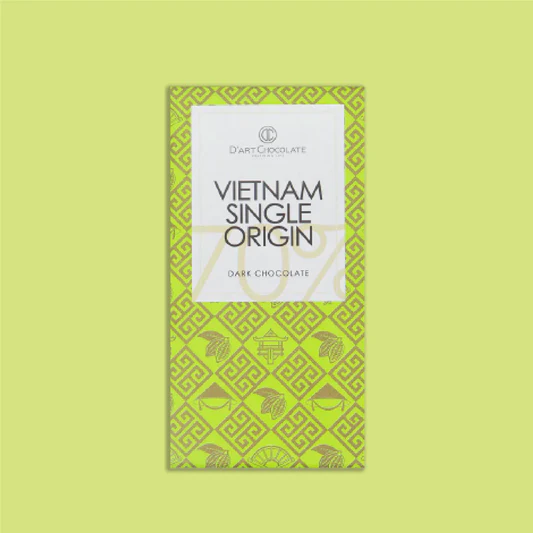 D'ART CHOCOLATE
VIETNAM
SINGLE
ORIGIN
70%
DARK CHOCOLATE